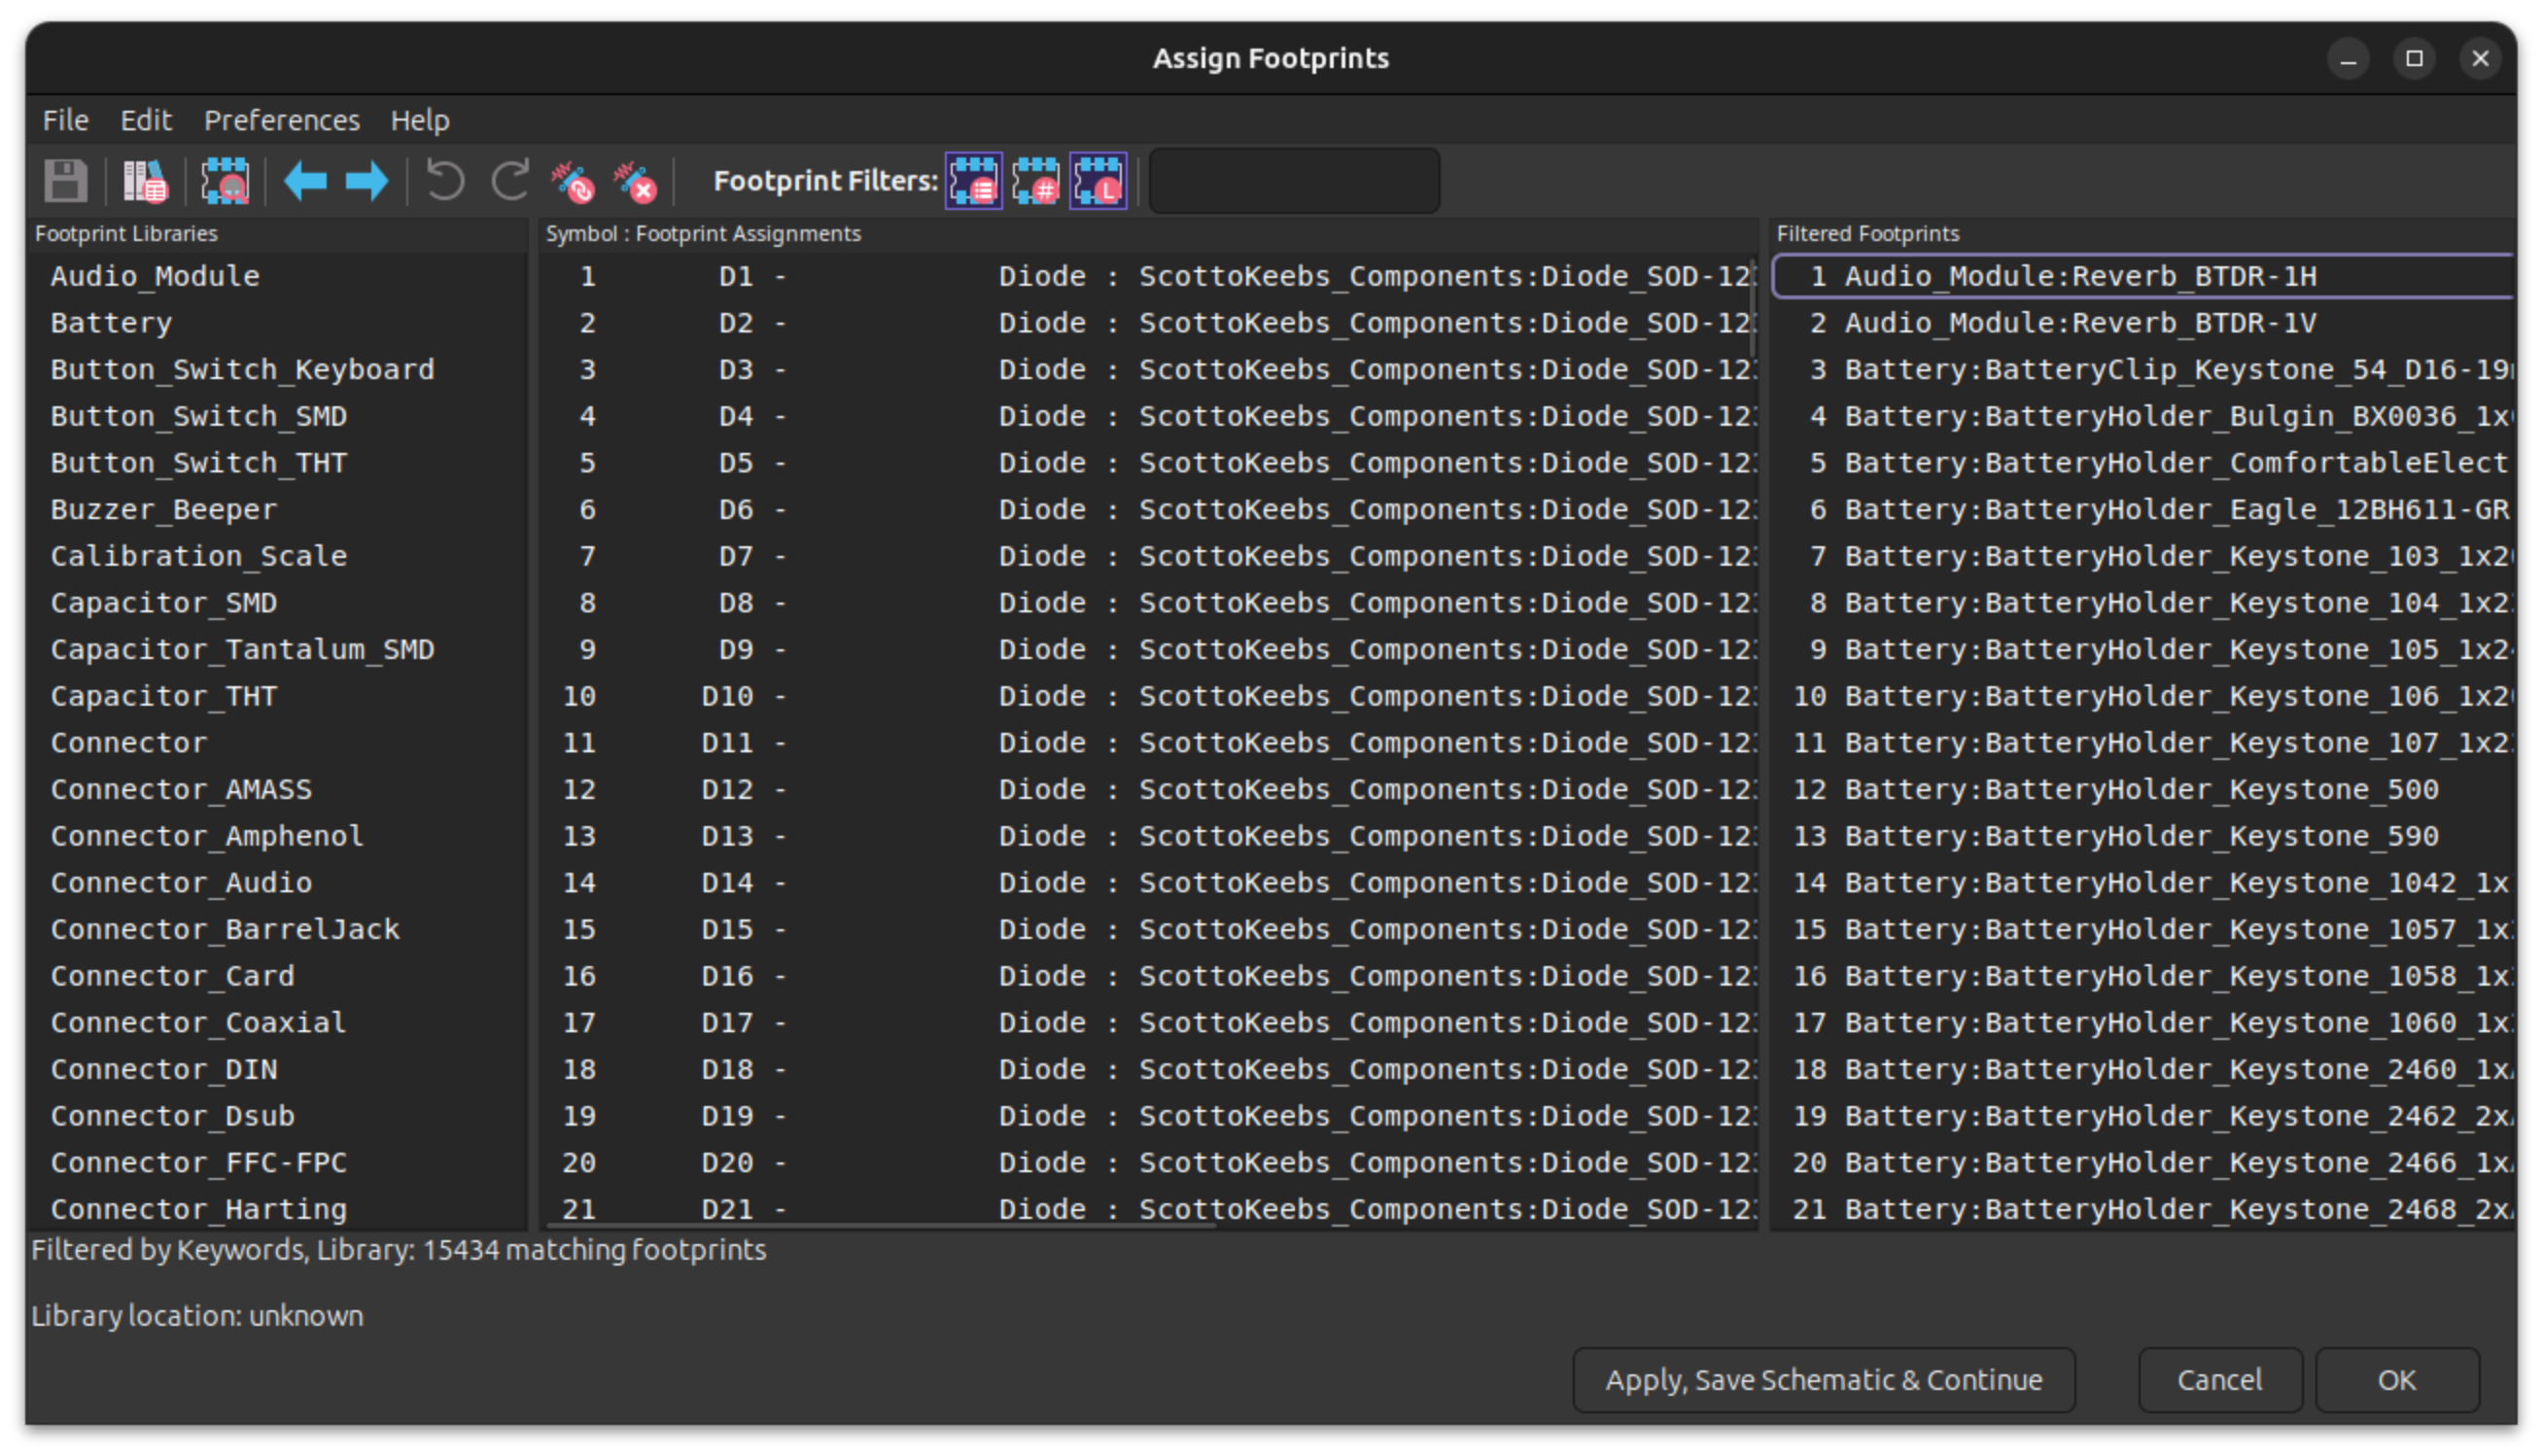 Assign Footprints
File Edit Preferences Help
Footprint Filters:
Footprint Libraries
Audio_Module
Battery
Button_Switch_Keyboard
Button_Switch_SMD
Button_Switch_THT
Buzzer_Beeper
Calibration_Scale
Capacitor_SMD
Capacitor_Tantalum_SMD
Capacitor_THT
Connector
Connector_AMASS
Connector_Amphenol
Connector_Audio
Connector_BarrelJack
Connector_Card
Connector_Coaxial
Connector_DIN
Connector_Dsub
Connector_FFC-FPC
Connector_Harting
Symbol : Footprint Assignments
1 D1 - Diode : ScottoKeebs_Components:Diode_SOD-12
2 D2 - Diode : ScottoKeebs_Components:Diode_SOD-12
3 D3 - Diode : ScottoKeebs_Components:Diode_SOD-12
4 D4 - Diode : ScottoKeebs_Components:Diode_SOD-12
5 D5 - Diode : ScottoKeebs_Components:Diode_SOD-12
6 D6 - Diode : ScottoKeebs_Components:Diode_SOD-12
7 D7 - Diode : ScottoKeebs_Components:Diode_SOD-12
8 D8 - Diode : ScottoKeebs_Components:Diode_SOD-12
9 D9 - Diode : ScottoKeebs_Components:Diode_SOD-12
10 D10 - Diode : ScottoKeebs_Components:Diode_SOD-12
11 D11 - Diode : ScottoKeebs_Components:Diode_SOD-12
12 D12 - Diode : ScottoKeebs_Components:Diode_SOD-12
13 D13 - Diode : ScottoKeebs_Components:Diode_SOD-12
14 D14 - Diode : ScottoKeebs_Components:Diode_SOD-12
15 D15 - Diode : ScottoKeebs_Components:Diode_SOD-12
16 D16 - Diode : ScottoKeebs_Components:Diode_SOD-12
17 D17 - Diode : ScottoKeebs_Components:Diode_SOD-12
18 D18 - Diode : ScottoKeebs_Components:Diode_SOD-12
19 D19 - Diode : ScottoKeebs_Components:Diode_SOD-12
20 D20 - Diode : ScottoKeebs_Components:Diode_SOD-12
21 D21 - Diode : ScottoKeebs_Components:Diode_SOD-12
Filtered Footprints
1 Audio_Module:Reverb_BTDR-1H
2 Audio_Module:Reverb_BTDR-1V
3 Battery:BatteryClip_Keystone_54_D16-19
4 Battery:BatteryHolder_Bulgin_BX0036_1x
5 Battery:BatteryHolder_ComfortableElect
6 Battery:BatteryHolder_Eagle_12BH611-GR
7 Battery:BatteryHolder_Keystone_103_1x2
8 Battery:BatteryHolder_Keystone_104_1x2
9 Battery:BatteryHolder_Keystone_105_1x2
10 Battery:BatteryHolder_Keystone_106_1x2
11 Battery:BatteryHolder_Keystone_107_1x2
12 Battery:BatteryHolder_Keystone_500
13 Battery:BatteryHolder_Keystone_590
14 Battery:BatteryHolder_Keystone_1042_1x
15 Battery:BatteryHolder_Keystone_1057_1x
16 Battery:BatteryHolder_Keystone_1058_1x
17 Battery:BatteryHolder_Keystone_1060_1x
18 Battery:BatteryHolder_Keystone_2460_1x
19 Battery:BatteryHolder_Keystone_2462_2x
20 Battery:BatteryHolder_Keystone_2466_1x
21 Battery:BatteryHolder_Keystone_2468_2x
Filtered by Keywords, Library: 15434 matching footprints
Library location: unknown
Apply, Save Schematic & Continue
Cancel
OK